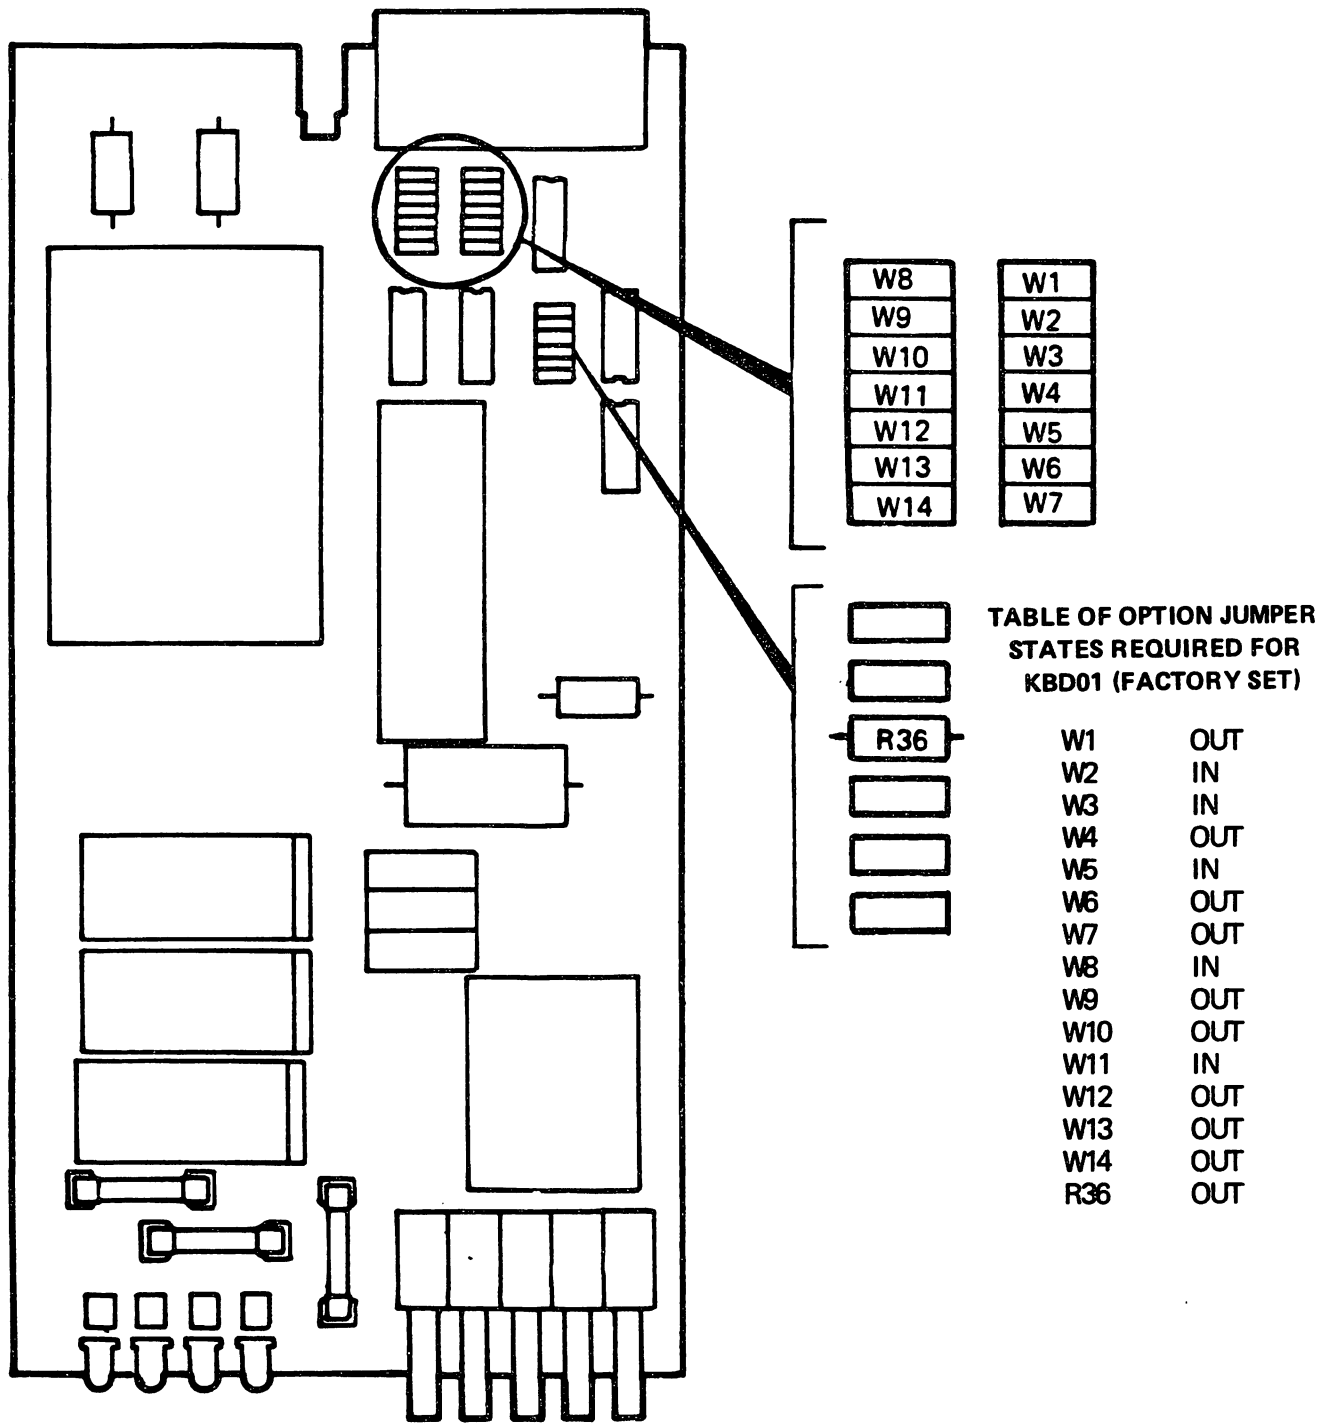 W8 W1
W9 W2
W10 W3
W11 W4
W12 W5
W13 W6
W14 W7
R36
TABLE OF OPTION JUMPER
STATES REQUIRED FOR
KBD01 (FACTORY SET)
W1 OUT
W2 IN
W3 IN
W4 OUT
W5 IN
W6 OUT
W7 OUT
W8 IN
W9 OUT
W10 OUT
W11 IN
W12 OUT
W13 OUT
W14 OUT
R36 OUT